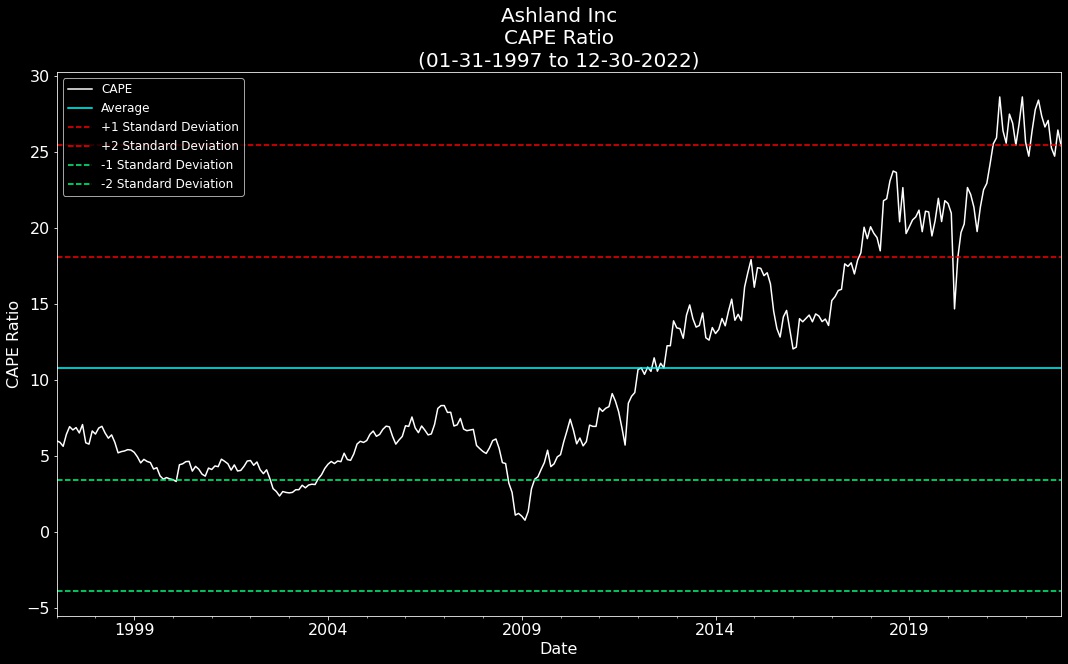 Ashland Inc
CAPE Ratio
(01-31-1997 to 12-30-2022)
CAPE
Average
+1 Standard Deviation
+2 Standard Deviation
-1 Standard Deviation
-2 Standard Deviation
CAPE Ratio
30
25
20
15
10
5
0
−5
1999
2004
2009
2014
2019
Date